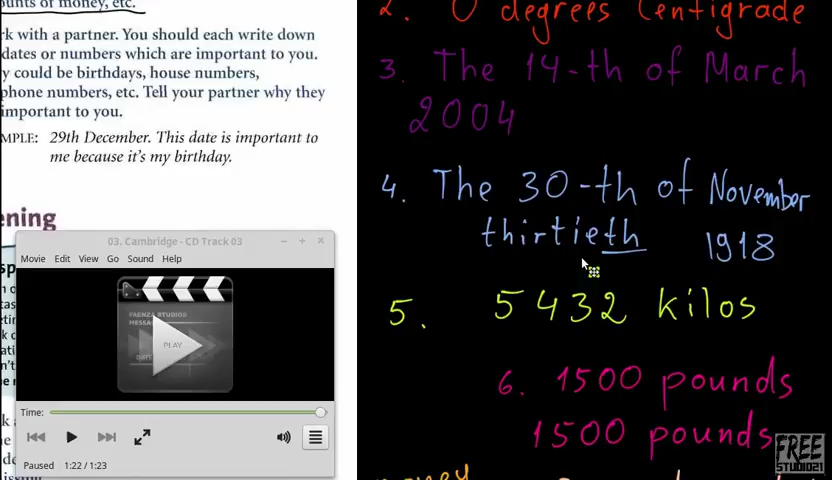 ounts of money, etc.
rk with a partner. You should each write down
dates or numbers which are important to you.
y could be birthdays, house numbers,
phone numbers, etc. Tell your partner why they
important to you.
MPLE: 29th December. This date is important to
me because it's my birthday.
ening
03. Cambridge - CD Track 03
Movie Edit View Go Sound Help
FAENZA STUDIOS
PLAY
Time:
Paused 1:22 / 1:23
2. 0 degrees Centigrade
3. The 14-th of March
2004
4. The 30-th of November
thirtieth 1918
5. 5432 kilos
6. 1500 pounds
1500 pounds
money
FREE
STUDIO21